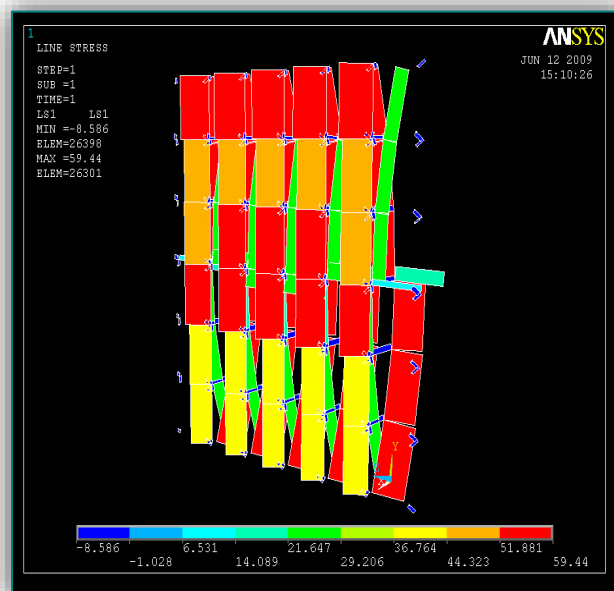 1
LINE STRESS
ANSYS
JUN 12 2009
15:10:26
STEP=1
SUB =1
TIME=1
LS1 LS1
MIN =-8.586
ELEM=26398
MAX =59.44
ELEM=26301
Y
-8.586 6.531 21.647 36.764 51.881
-1.028 14.089 29.206 44.323 59.44